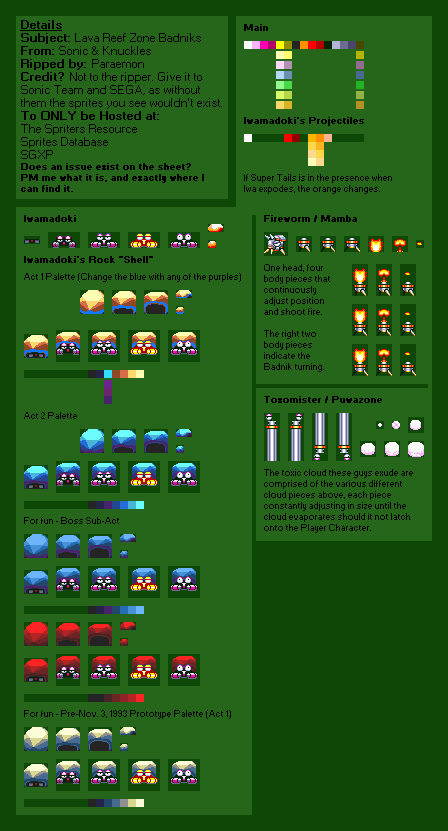 Details
Subject: Lava Reef Zone Badniks
From: Sonic & Knuckles
Ripped by: Paraemon
Credit? Not to the ripper. Give it to
Sonic Team and SEGA, as without
them the sprites you see wouldn't exist.
To ONLY be Hosted at:
The Spriters Resource
Sprites Database
SGXP
Does an issue exist on the sheet?
PM me what it is, and exactly where I
can find it.
Main
Iwamadoki's Projectiles
If Super Tails is in the presence when
Iwa expodes, the orange changes.
Iwamadoki
Iwamadoki's Rock "Shell"
Act 1 Palette (Change the blue with any of the purples)
Act 2 Palette
For fun - Boss Sub-Act
For fun - Pre-Nov. 3, 1993 Prototype Palette (Act 1)
Fireworm / Mamba
One head, four
body pieces that
continuously
adjust position
and shoot fire.
The right two
body pieces
indicate the
Badnik turning.
Toxomister / Puwazone
The toxic cloud these guys exude are
comprised of the various different
cloud pieces above, each piece
constantly adjusting in size until the
cloud evaporates should it not latch
onto the Player Character.